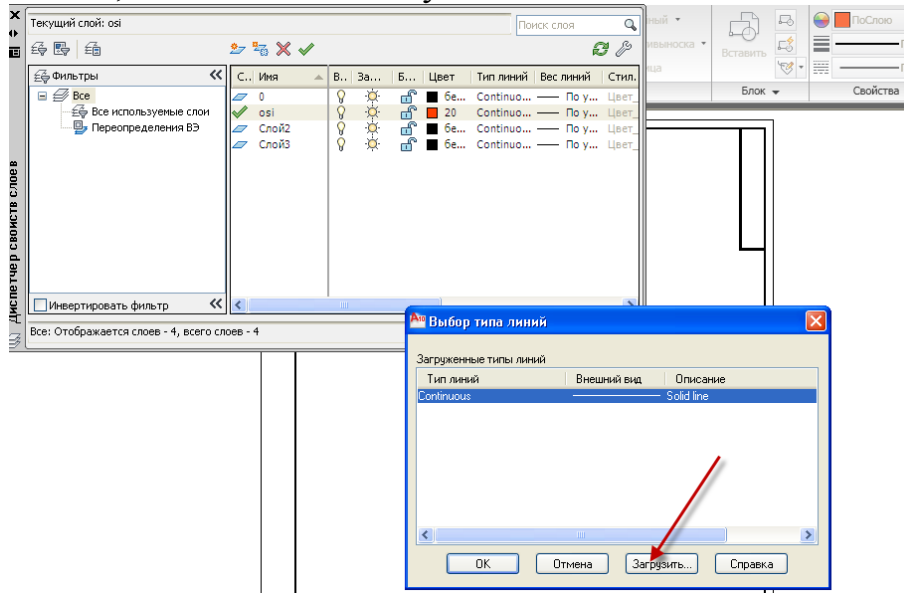 Текущий слой: osi
Поиск слоя
Фильтры
Все
Все используемые слои
Переопределения ВЭ
Инвертировать фильтр
С.. Имя В.. За... Б... Цвет Тип линий Вес линий Стил.
0 бе... Continuo... По у... Цвет_
osi 20 Continuo... По у... Цвет_
Слой2 бе... Continuo... По у... Цвет_
Слой3 бе... Continuo... По у... Цвет_
Все: Отображается слоев - 4, всего слоев - 4
Диспетчер свойств слоев
Вставить
Блок
ПоСлою
Свойства
Выбор типа линий
Загруженные типы линий
Тип линий Внешний вид Описание
Continuous Solid line
ОК Отмена Загрузить... Справка